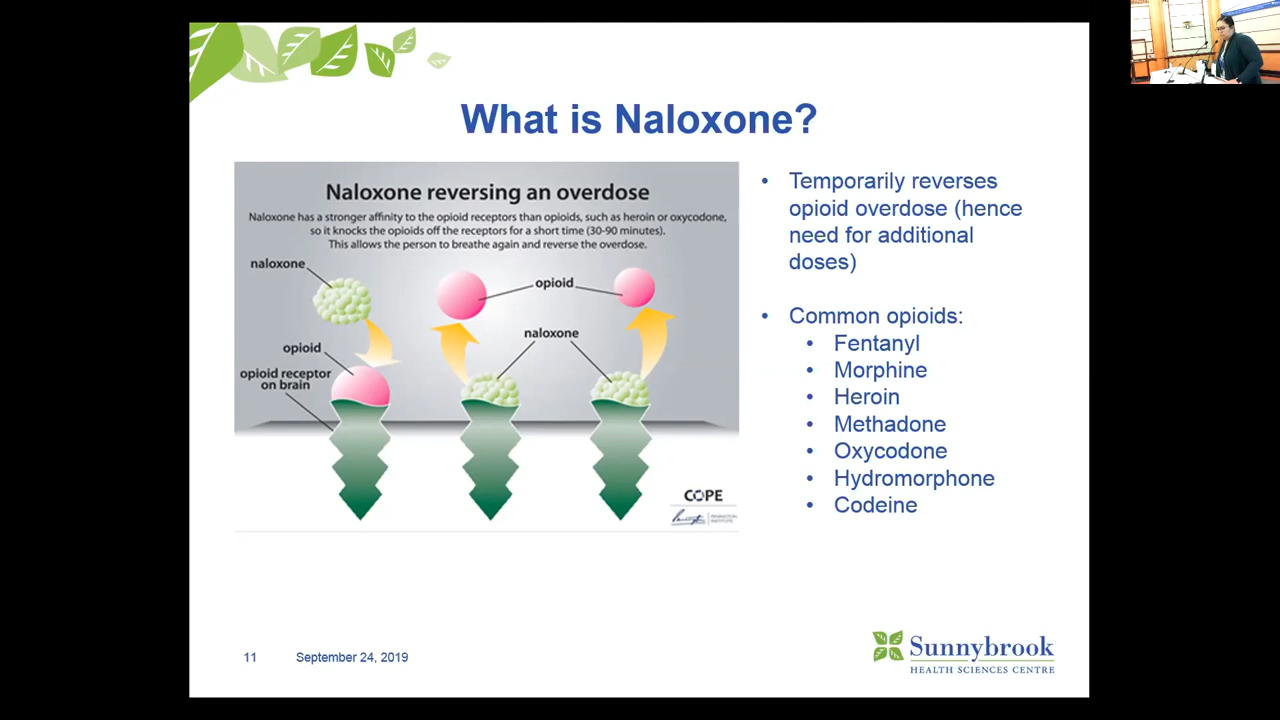 What is Naloxone?
Naloxone reversing an overdose
Naloxone has a stronger affinity to the opioid receptors than opioids, such as heroin or oxycodone,
so it knocks the opioids off the receptors for a short time (30-90 minutes).
This allows the person to breathe again and reverse the overdose.
naloxone
opioid
opioid
naloxone
opioid receptor
on brain
COPE
PENINGTON
INSTITUTE
• Temporarily reverses
opioid overdose (hence
need for additional
doses)
• Common opioids:
• Fentanyl
• Morphine
• Heroin
• Methadone
• Oxycodone
• Hydromorphone
• Codeine
11 September 24, 2019
Sunnybrook
HEALTH SCIENCES CENTRE